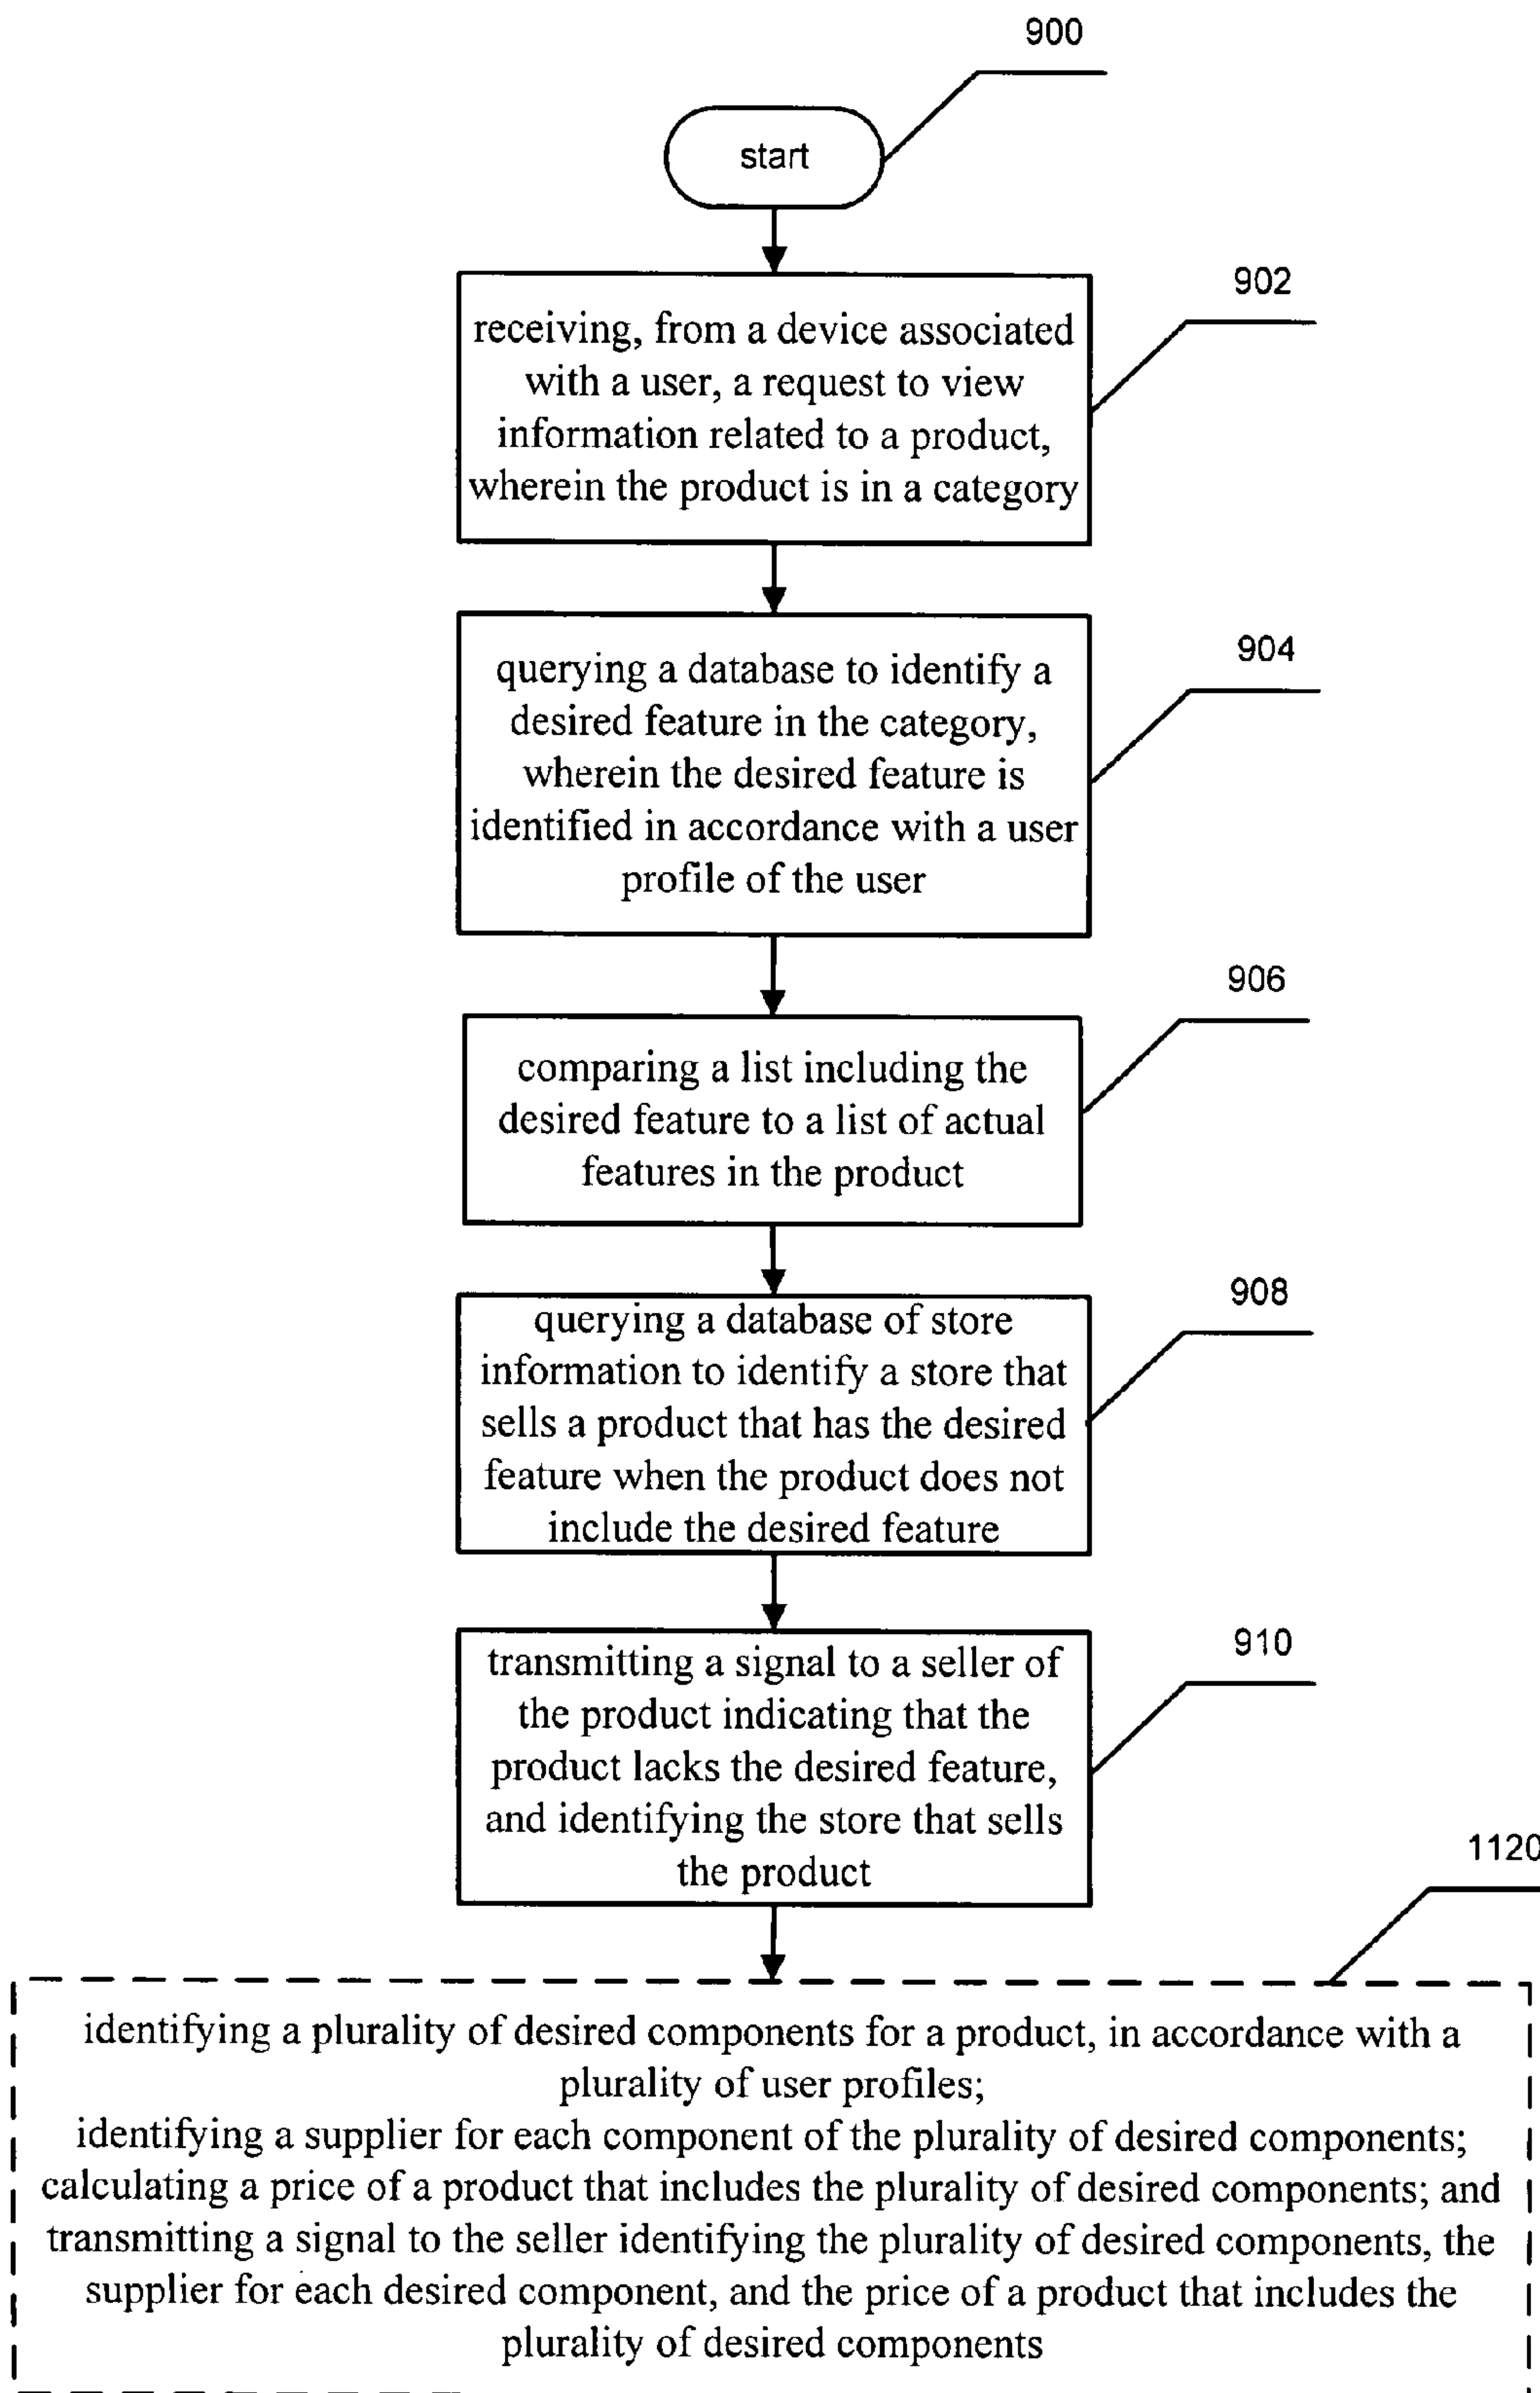 900
start
902
receiving, from a device associated
with a user, a request to view
information related to a product,
wherein the product is in a category
904
querying a database to identify a
desired feature in the category,
wherein the desired feature is
identified in accordance with a user
profile of the user
906
comparing a list including the
desired feature to a list of actual
features in the product
908
querying a database of store
information to identify a store that
sells a product that has the desired
feature when the product does not
include the desired feature
910
transmitting a signal to a seller of
the product indicating that the
product lacks the desired feature,
and identifying the store that sells
the product
1120
identifying a plurality of desired components for a product, in accordance with a
plurality of user profiles;
identifying a supplier for each component of the plurality of desired components;
calculating a price of a product that includes the plurality of desired components; and
transmitting a signal to the seller identifying the plurality of desired components, the
supplier for each desired component, and the price of a product that includes the
plurality of desired components